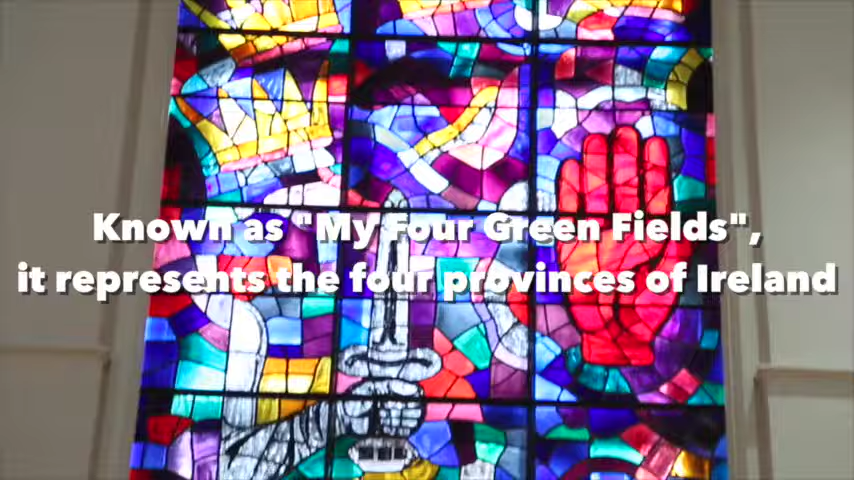 Known as "My Four Green Fields",
it represents the four provinces of Ireland